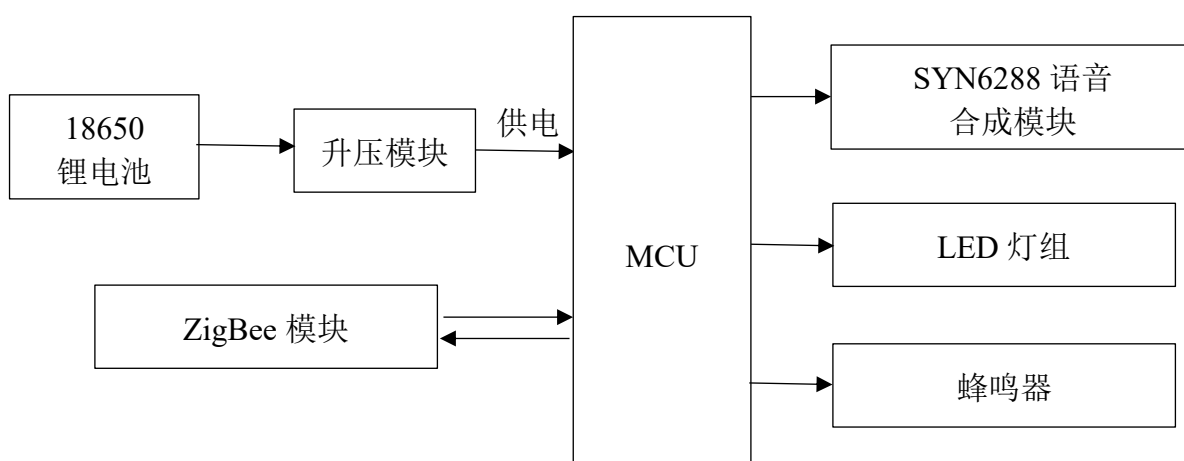 18650
锂电池
升压模块
供电
ZigBee 模块
MCU
SYN6288 语音
合成模块
LED 灯组
蜂鸣器